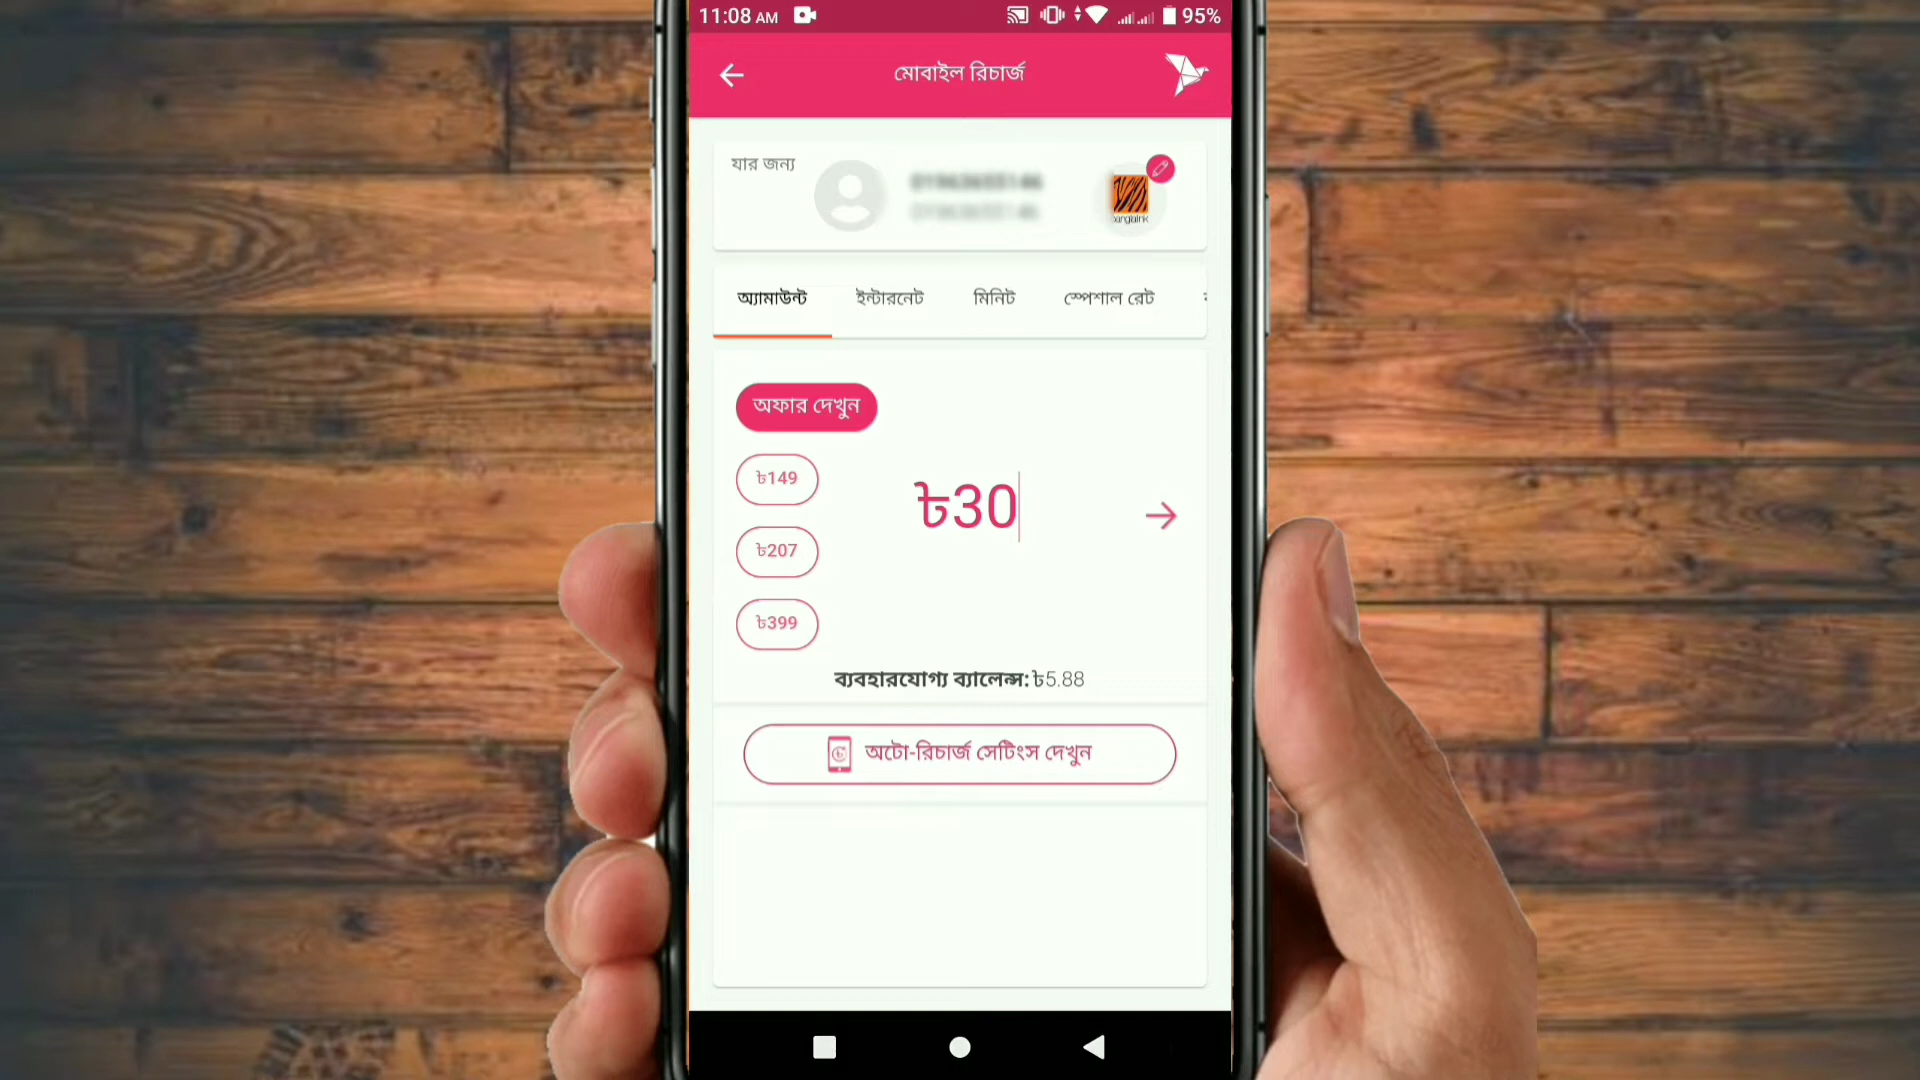 11:08 AM
95%
মোবাইল রিচার্জ
যার জন্য
banglalink
অ্যামাউন্ট
ইন্টারনেট
মিনিট
স্পেশাল রেট
অফার দেখুন
৳149
৳30
৳207
৳399
ব্যবহারযোগ্য ব্যালেন্স: ৳5.88
অটো-রিচার্জ সেটিংস দেখুন